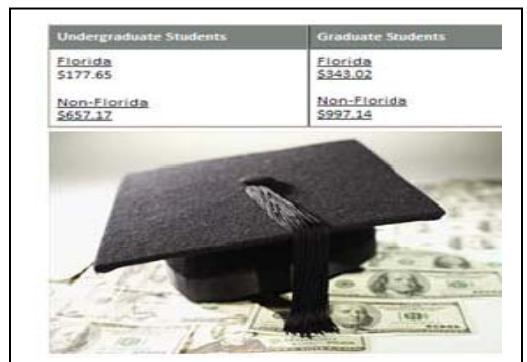 Undergraduate Students
Graduate Students
Florida
$177.65
Non-Florida
$657.17
Florida
$343.02
Non-Florida
$997.14